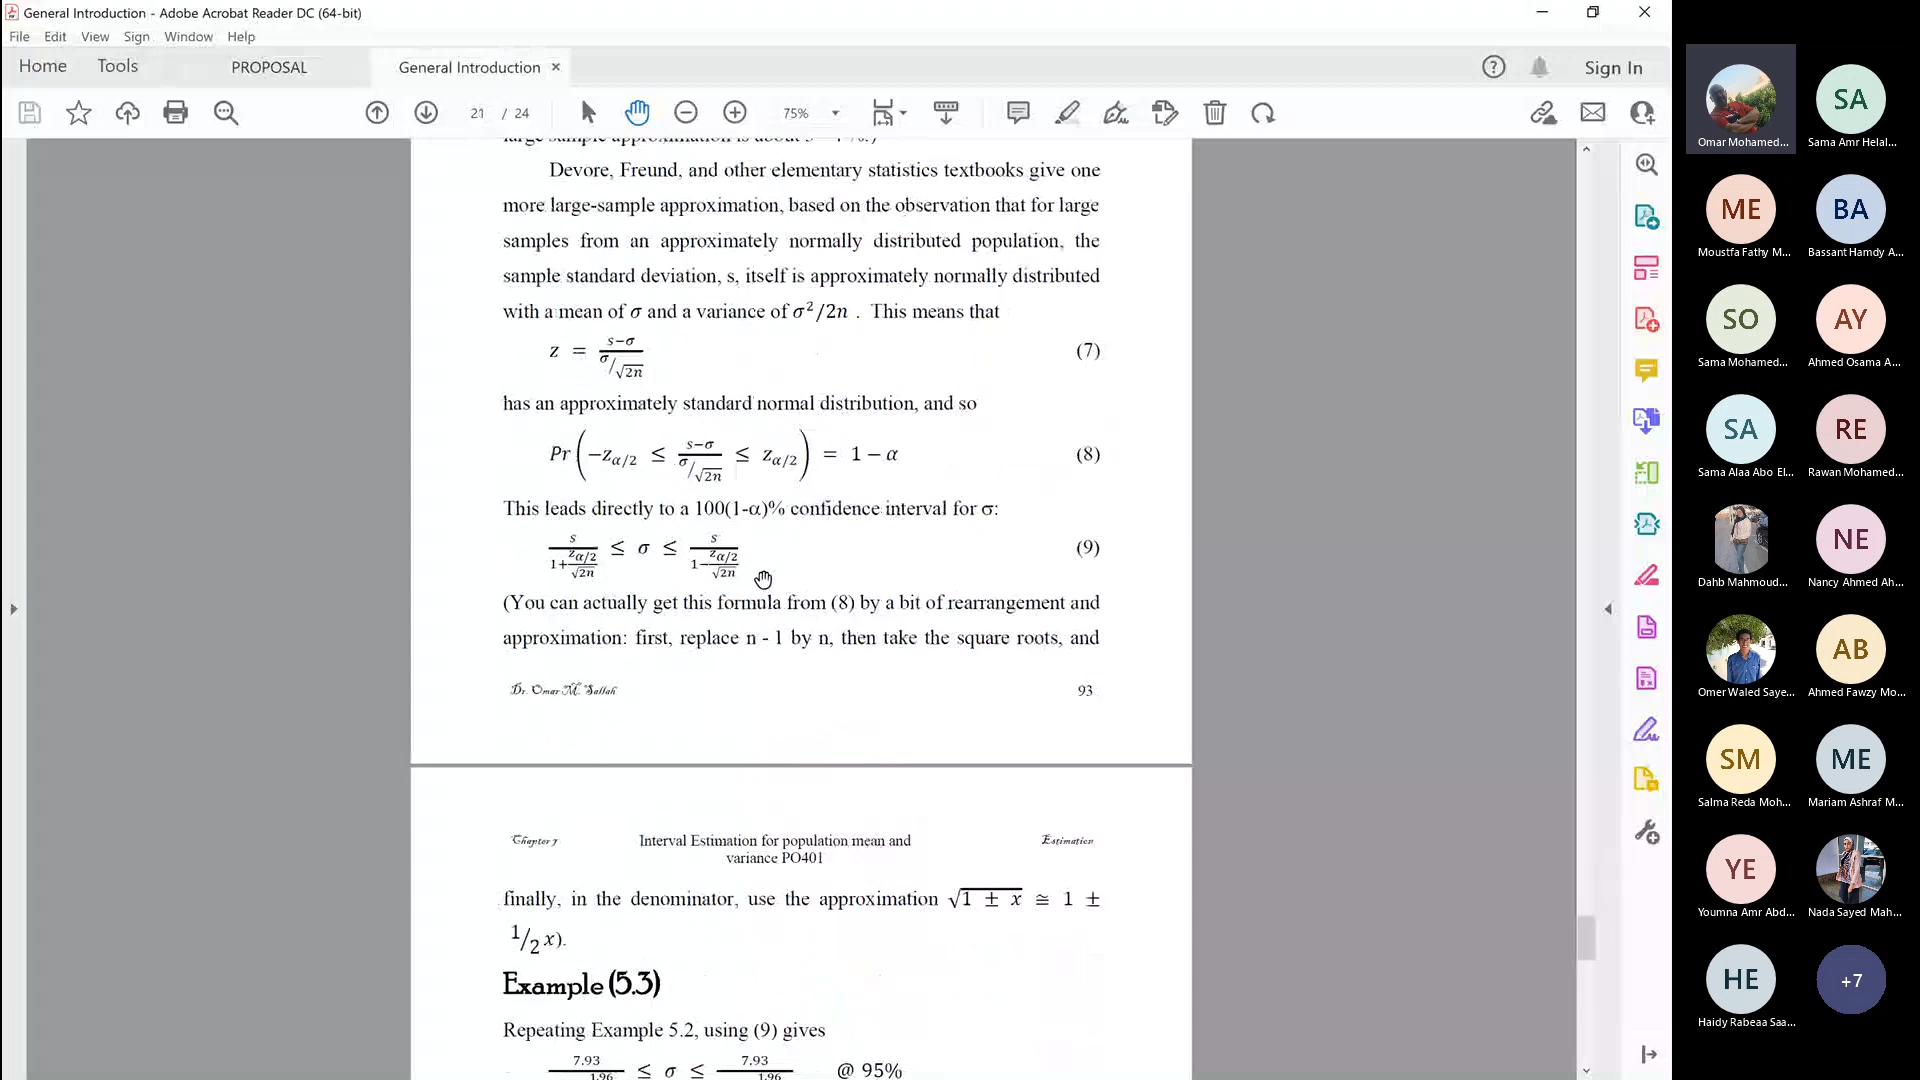 General Introduction - Adobe Acrobat Reader DC (64-bit)
File Edit View Sign Window Help
Home Tools PROPOSAL General Introduction × Sign In
21 / 24 75%
Devore, Freund, and other elementary statistics textbooks give one
more large-sample approximation, based on the observation that for large
samples from an approximately normally distributed population, the
sample standard deviation, s, itself is approximately normally distributed
with a mean of σ and a variance of σ²/2n . This means that
z = (s−σ)/(σ/√2n) (7)
has an approximately standard normal distribution, and so
Pr(−z_α/2 ≤ (s−σ)/(σ/√2n) ≤ z_α/2) = 1 − α (8)
This leads directly to a 100(1-α)% confidence interval for σ:
s/(1+z_α/2/√2n) ≤ σ ≤ s/(1−z_α/2/√2n) (9)
(You can actually get this formula from (8) by a bit of rearrangement and
approximation: first, replace n - 1 by n, then take the square roots, and
Dr. Omar M. Sallah 93
Interval Estimation for population mean and
variance PO401
Chapter Estimation
finally, in the denominator, use the approximation √1 ± x ≅ 1 ±
1/2 x).
Example (5.3)
Repeating Example 5.2, using (9) gives
7.93 ≤ σ ≤ 7.93 @ 95%
1.96 1.96
Omar Mohamed...
SA
Sama Amr Helal...
ME
Moustfa Fathy M...
BA
Bassant Hamdy A...
SO
Sama Mohamed...
AY
Ahmed Osama A...
SA
Sama Alaa Abo El...
RE
Rawan Mohamed...
Dahb Mahmoud...
NE
Nancy Ahmed Ah...
Omer Waled Saye...
AB
Ahmed Fawzy Mo...
SM
Salma Reda Moh...
ME
Mariam Ashraf M...
YE
Youmna Amr Abd...
Nada Sayed Mah...
HE
Haidy Rabeaa Saa...
+7